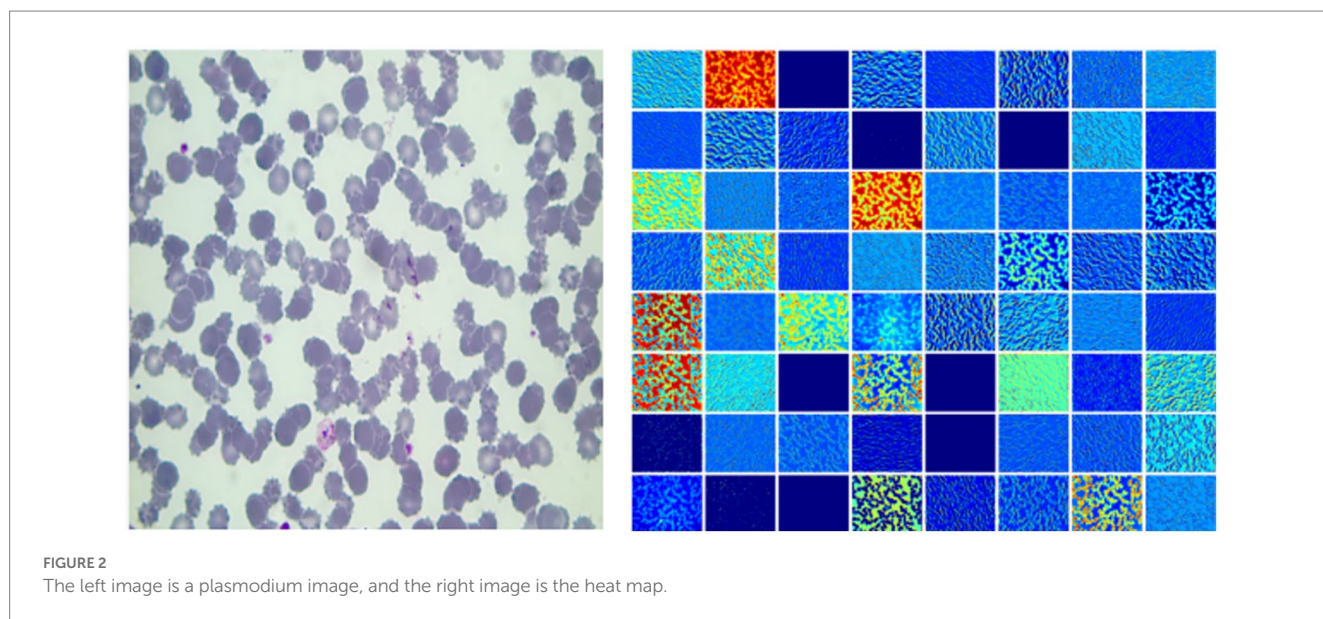 FIGURE 2
The left image is a plasmodium image, and the right image is the heat map.